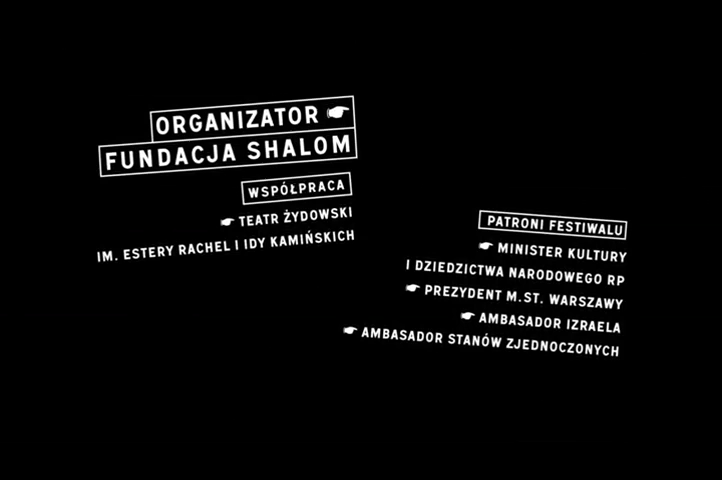 ORGANIZATOR
FUNDACJA SHALOM
WSPÓŁPRACA
TEATR ŻYDOWSKI
IM. ESTERY RACHEL I IDY KAMIŃSKICH
PATRONI FESTIWALU
MINISTER KULTURY
I DZIEDZICTWA NARODOWEGO RP
PREZYDENT M.ST. WARSZAWY
AMBASADOR IZRAELA
AMBASADOR STANÓW ZJEDNOCZONYCH